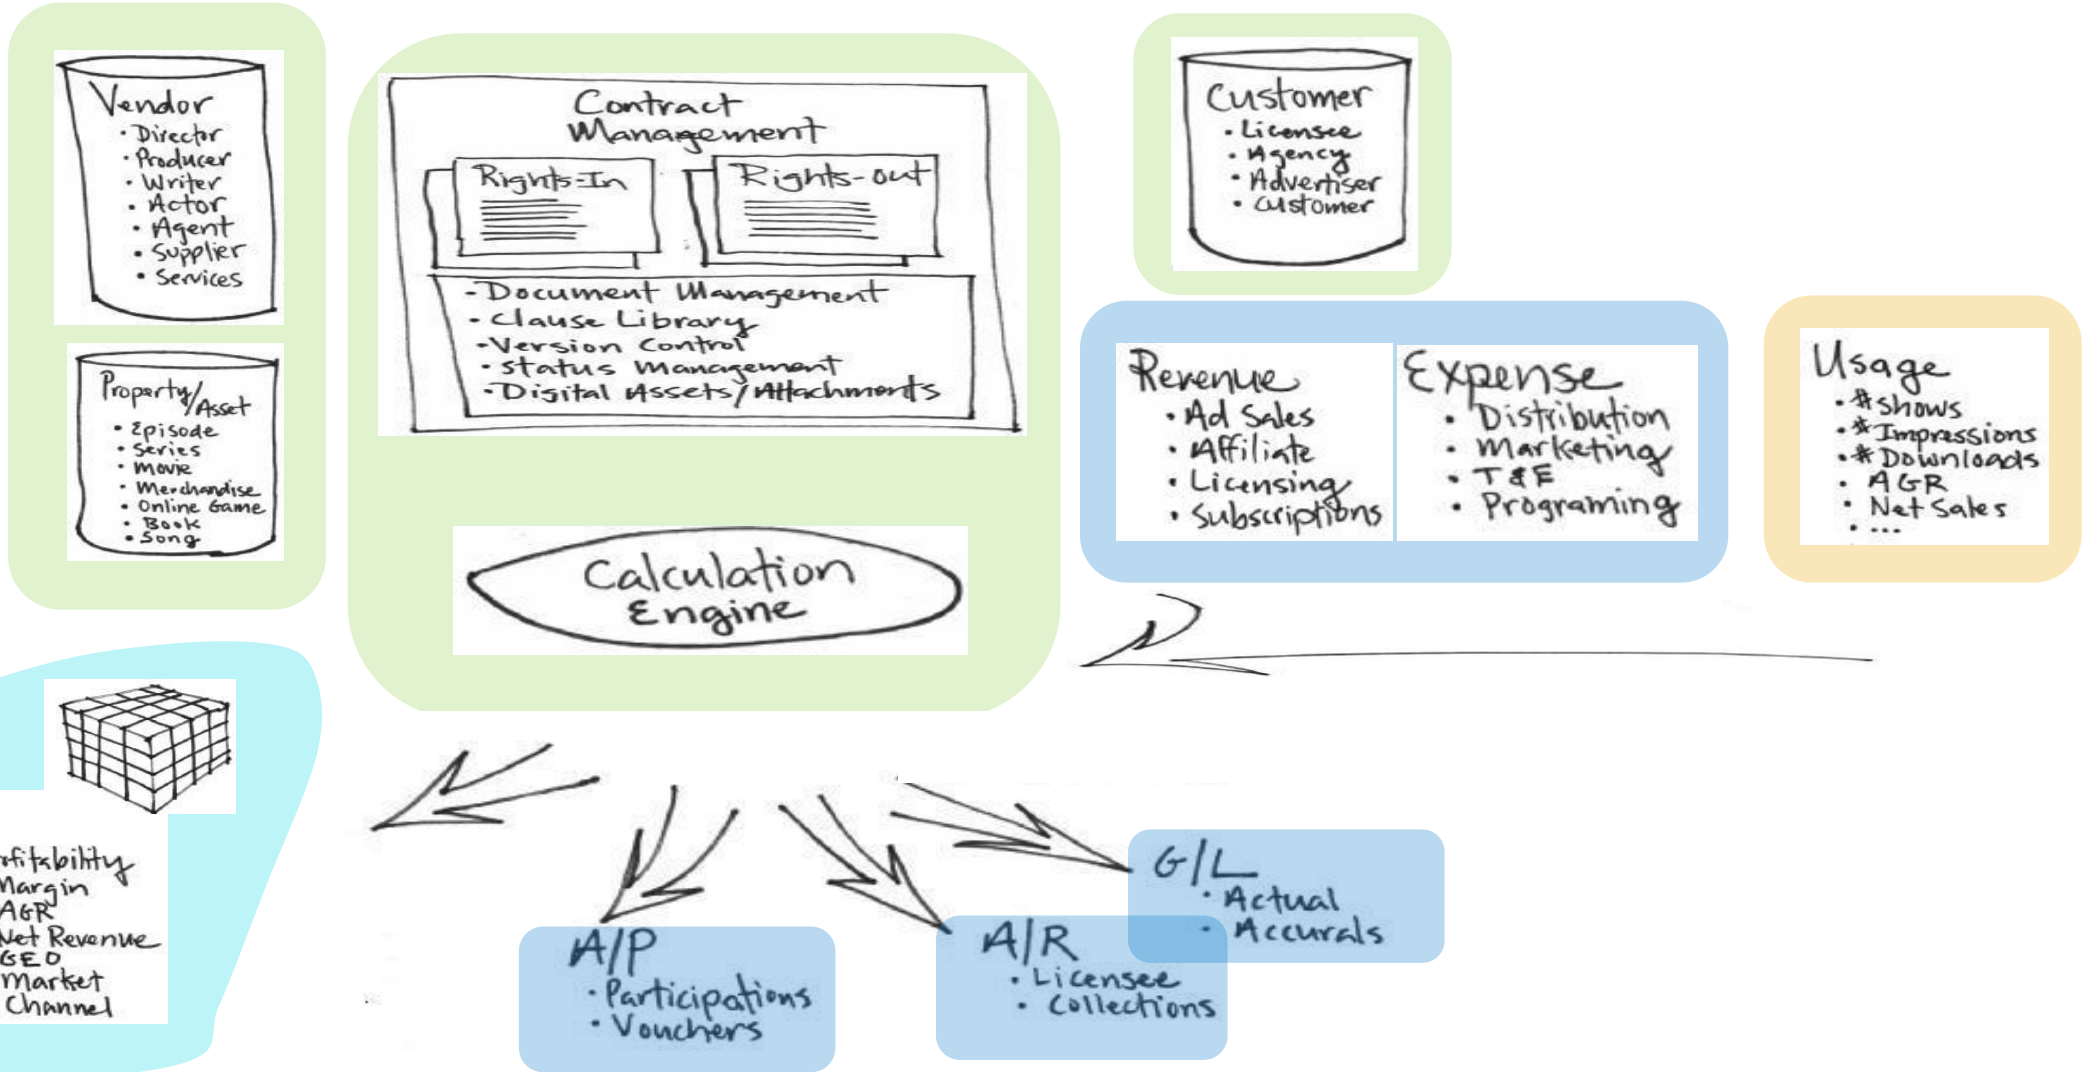 Vendor
• Director
• Producer
• Writer
• Actor
• Agent
• Supplier
• Services
Property/Asset
• Episode
• Series
• Movie
• Merchandise
• Online Game
• Book
• Song
Contract
Management
Rights-In
Rights-out
- Document Management
• Clause Library
- Version Control
• Status Management
• Digital Assets/Attachments
Calculation
Engine
Customer
• Licensee
• Agency
• Advertiser
• Customer
Revenue
• Ad Sales
• Affiliate
• Licensing
• Subscriptions
Expense
• Distribution
• Marketing
• T&E
• Programing
Usage
• # Shows
• # Impressions
• # Downloads
• AGR
• Net Sales
• ...
ofitability
Margin
AGR
Net Revenue
GEO
Market
Channel
A/P
• Participations
• Vouchers
A/R
• Licensee
• Collections
G/L
• Actual
• Accurals